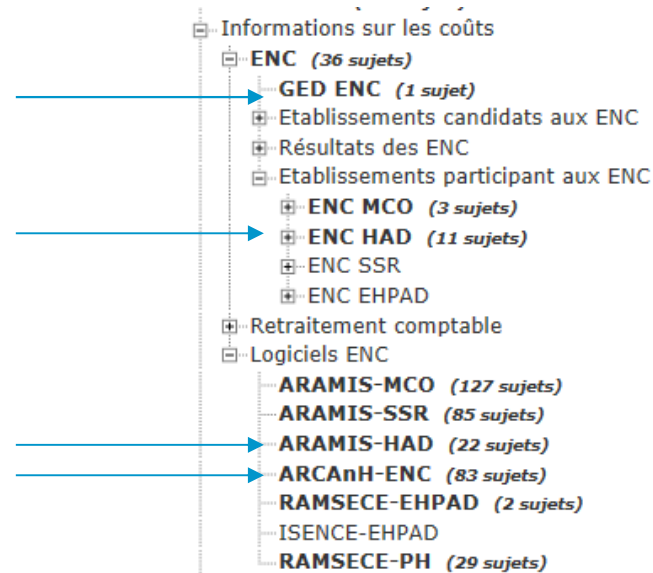 Informations sur les coûts
ENC (36 sujets)
GED ENC (1 sujet)
Etablissements candidats aux ENC
Résultats des ENC
Etablissements participant aux ENC
ENC MCO (3 sujets)
ENC HAD (11 sujets)
ENC SSR
ENC EHPAD
Retraitement comptable
Logiciels ENC
ARAMIS-MCO (127 sujets)
ARAMIS-SSR (85 sujets)
ARAMIS-HAD (22 sujets)
ARCAnH-ENC (83 sujets)
RAMSECE-EHPAD (2 sujets)
ISENCE-EHPAD
RAMSECE-PH (29 sujets)